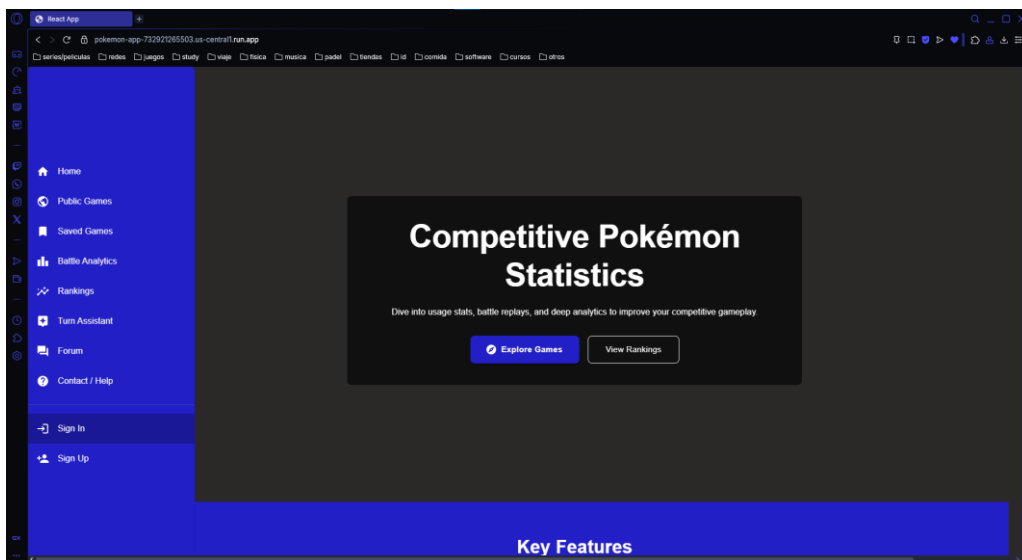 React App
pokemon-app-732921265503.us-central1.run.app
series/peliculas redes juegos study viaje fisica musica padel tiendas id comida software cursos otros
Home
Public Games
Saved Games
Battle Analytics
Rankings
Turn Assistant
Forum
Contact / Help
Sign In
Sign Up
Competitive Pokémon
Statistics
Dive into usage stats, battle replays, and deep analytics to improve your competitive gameplay.
Explore Games
View Rankings
Key Features